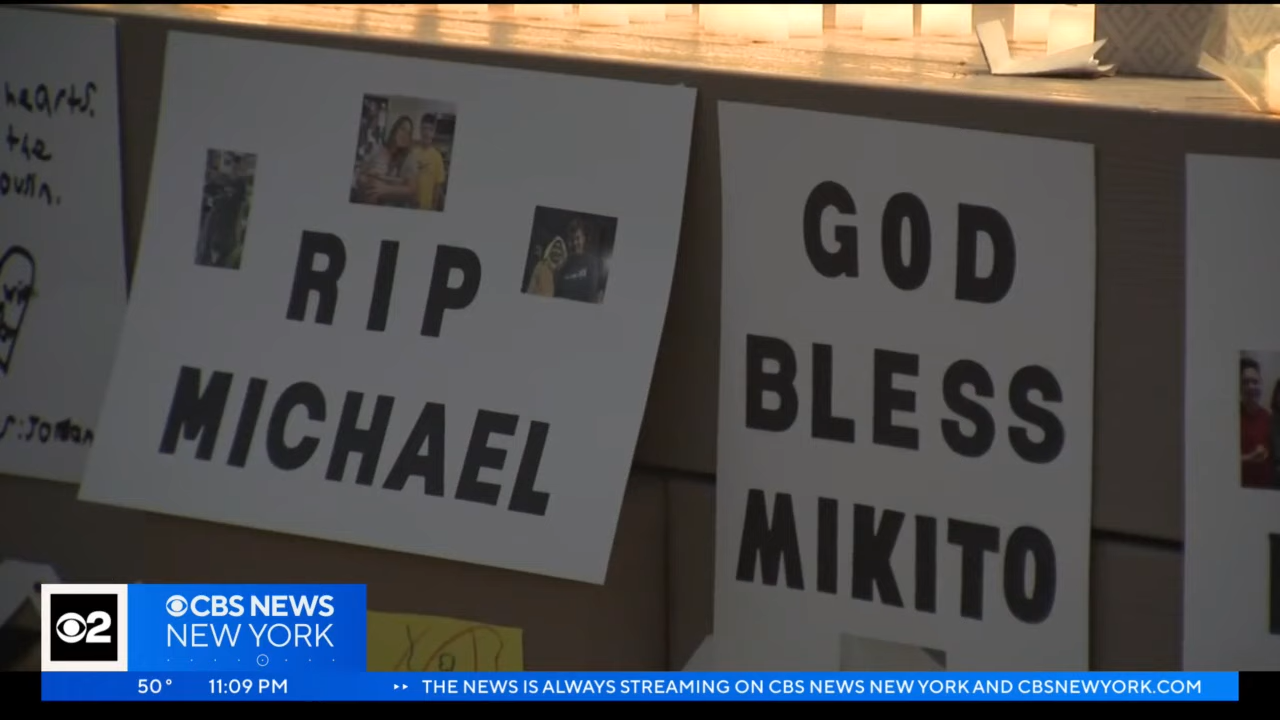 hearts.
the
RIP
MICHAEL
GOD
BLESS
MIKITO
2
CBS NEWS
NEW YORK
50° 11:09 PM THE NEWS IS ALWAYS STREAMING ON CBS NEWS NEW YORK AND CBSNEWYORK.COM